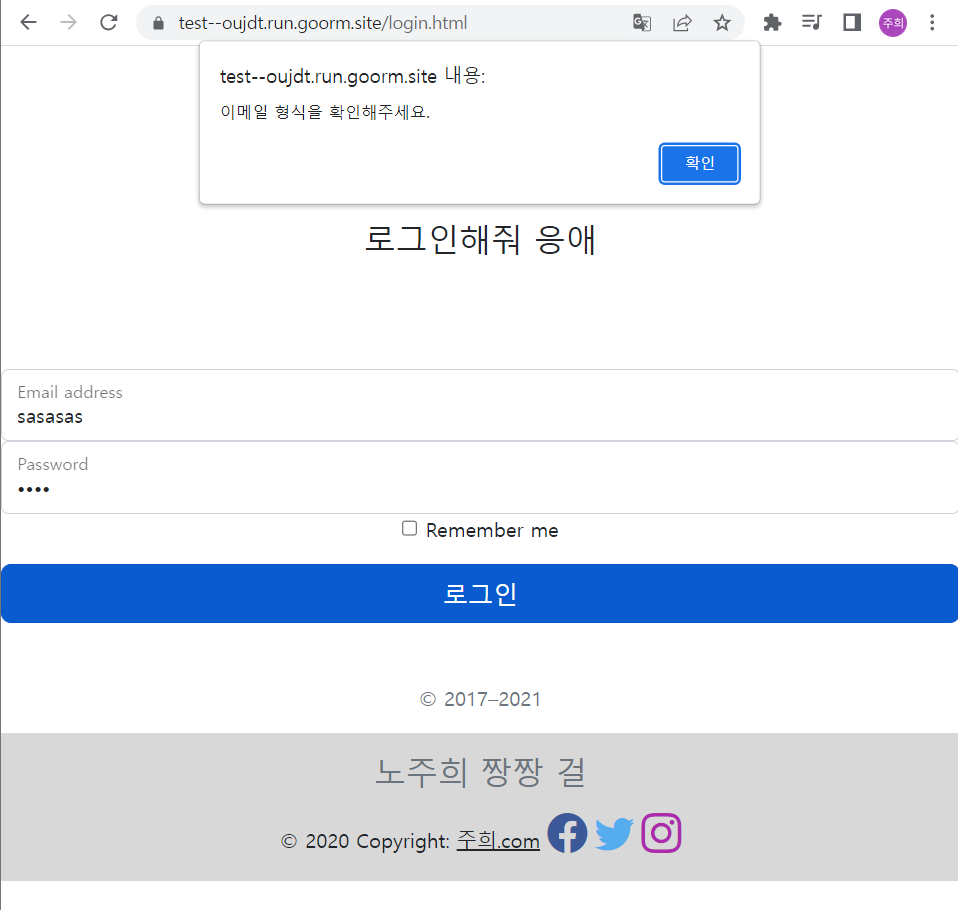 test--oujdt.run.goorm.site/login.html
주희
test--oujdt.run.goorm.site 내용:
이메일 형식을 확인해주세요.
확인
로그인해줘 응애
Email address
sasasas
Password
••••
Remember me
로그인
© 2017–2021
노주희 짱짱 걸
© 2020 Copyright: 주희.com